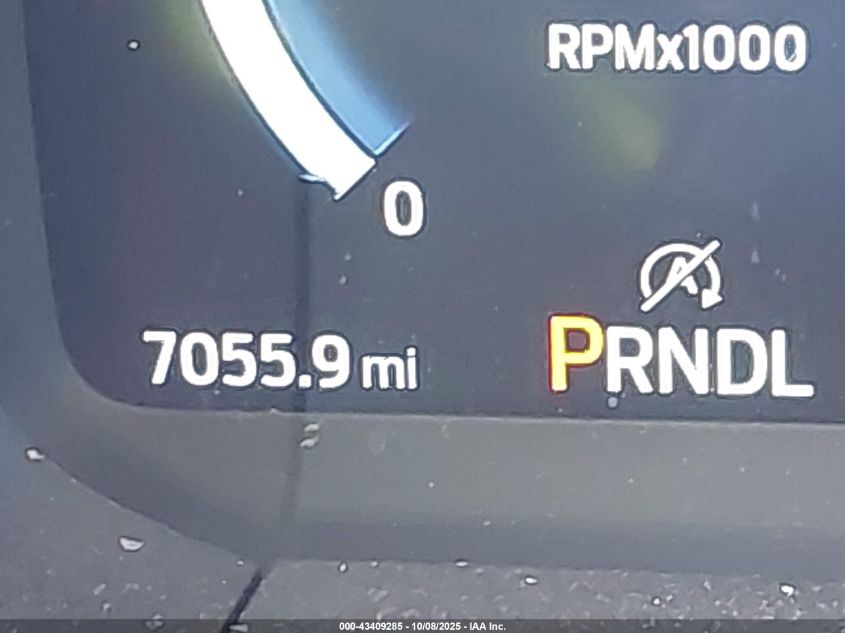 RPMx1000
0
7055.9 mi
PRNDL
000-43409285 - 10/08/2025 - IAA Inc.